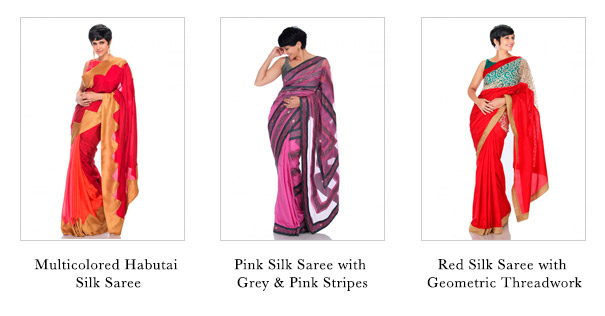 Multicolored Habutai
Silk Saree
Pink Silk Saree with
Grey & Pink Stripes
Red Silk Saree with
Geometric Threadwork